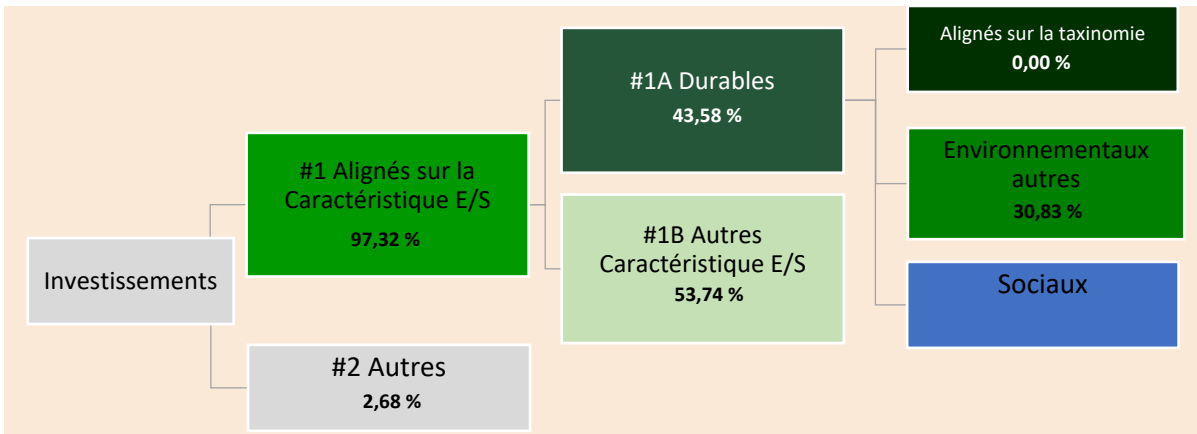 Investissements
#1 Alignés sur la
Caractéristique E/S
97,32 %
#2 Autres
2,68 %
#1A Durables
43,58 %
#1B Autres
Caractéristique E/S
53,74 %
Alignés sur la taxinomie
0,00 %
Environnementaux
autres
30,83 %
Sociaux